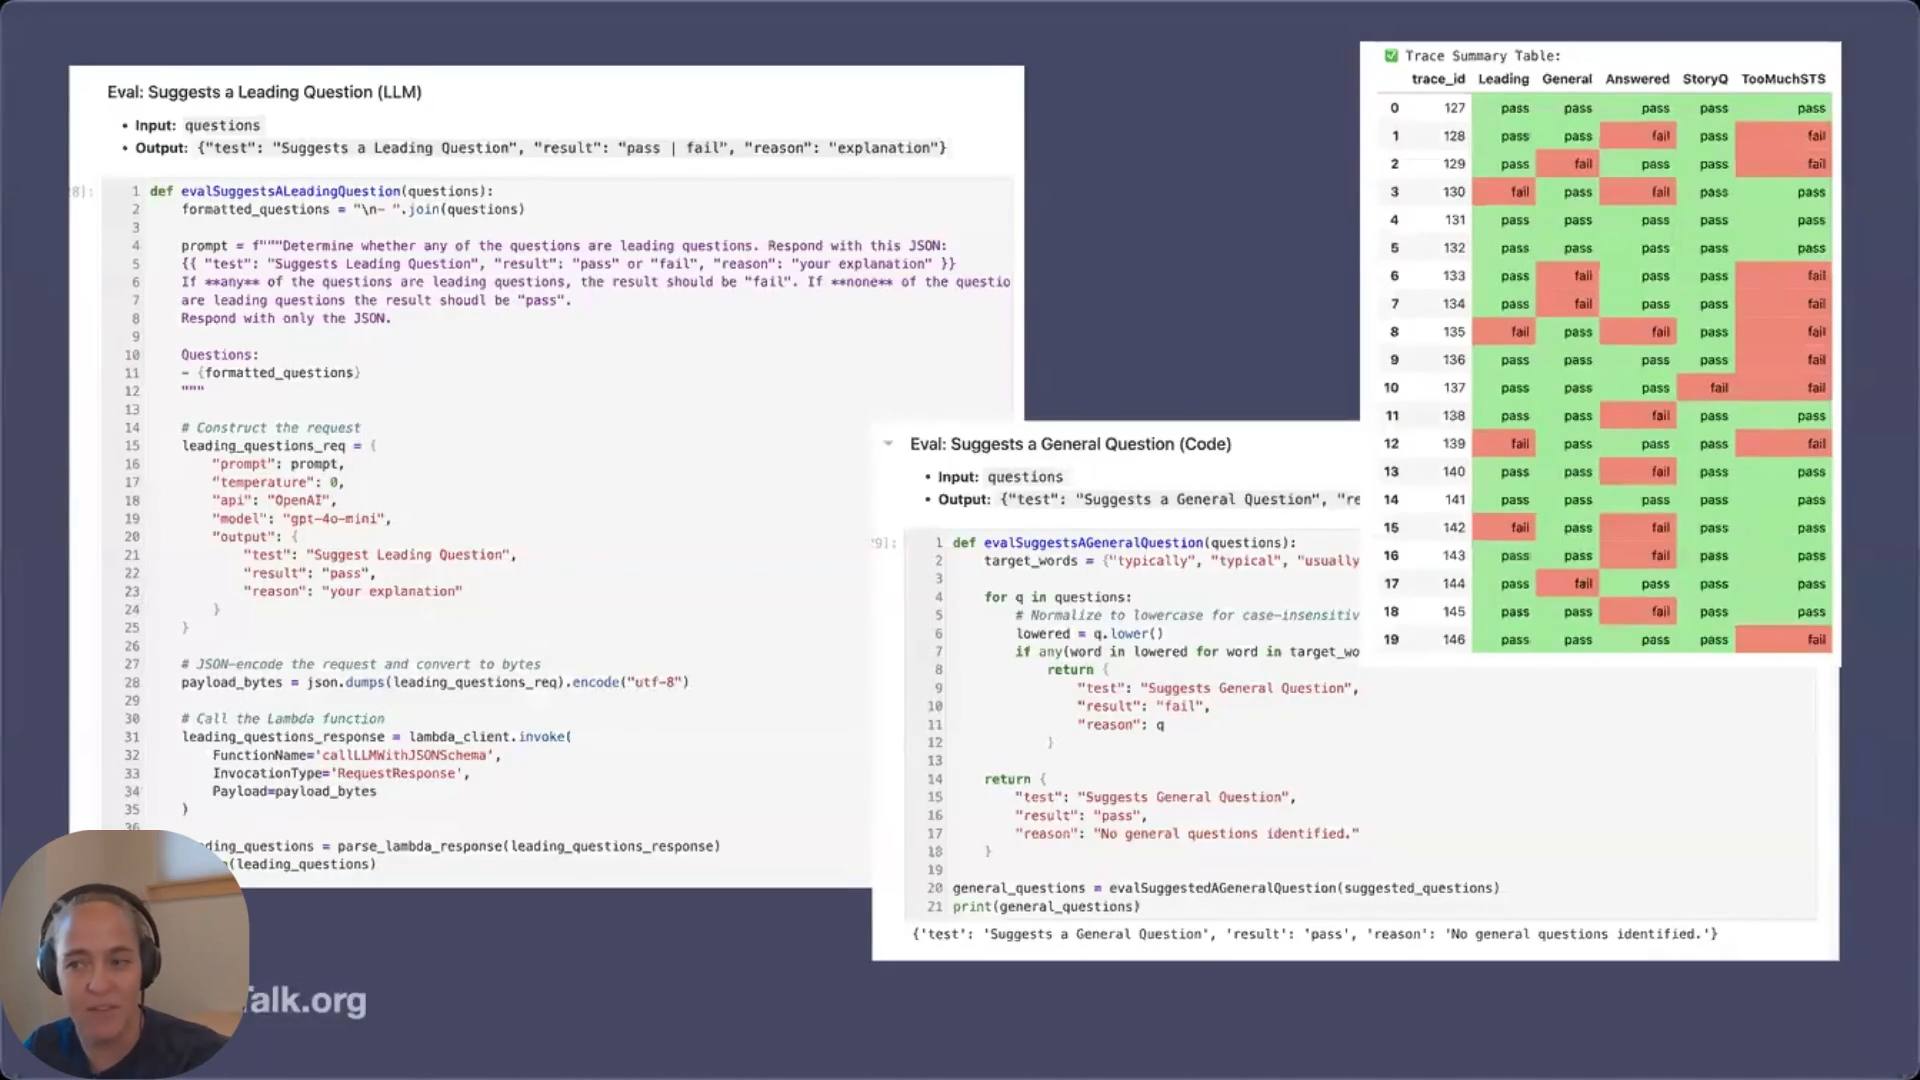 Eval: Suggests a Leading Question (LLM)
• Input: questions
• Output: {"test": "Suggests a Leading Question", "result": "pass | fail", "reason": "explanation"}
8]:
1 def evalSuggestsALeadingQuestion(questions):
2 formatted_questions = "\n- ".join(questions)
3
4 prompt = f"""Determine whether any of the questions are leading questions. Respond with this JSON:
5 {{ "test": "Suggests Leading Question", "result": "pass" or "fail", "reason": "your explanation" }}
6 If **any** of the questions are leading questions, the result should be "fail". If **none** of the questio
7 are leading questions the result shoudl be "pass".
8 Respond with only the JSON.
9
10 Questions:
11 - {formatted_questions}
12 """
13
14 # Construct the request
15 leading_questions_req = {
16 "prompt": prompt,
17 "temperature": 0,
18 "api": "OpenAI",
19 "model": "gpt-4o-mini",
20 "output": {
21 "test": "Suggest Leading Question",
22 "result": "pass",
23 "reason": "your explanation"
24 }
25 }
26
27 # JSON-encode the request and convert to bytes
28 payload_bytes = json.dumps(leading_questions_req).encode("utf-8")
29
30 # Call the Lambda function
31 leading_questions_response = lambda_client.invoke(
32 FunctionName='callLLMWithJSONSchema',
33 InvocationType='RequestResponse',
34 Payload=payload_bytes
35 )
36
ding_questions = parse_lambda_response(leading_questions_response)
(leading_questions)
Eval: Suggests a General Question (Code)
• Input: questions
• Output: {"test": "Suggests a General Question", "re
9]:
1 def evalSuggestsAGeneralQuestion(questions):
2 target_words = {"typically", "typical", "usually
3
4 for q in questions:
5 # Normalize to lowercase for case-insensitiv
6 lowered = q.lower()
7 if any(word in lowered for word in target_wo
8 return {
9 "test": "Suggests General Question",
10 "result": "fail",
11 "reason": q
12 }
13
14 return {
15 "test": "Suggests General Question",
16 "result": "pass",
17 "reason": "No general questions identified."
18 }
19
20 general_questions = evalSuggestedAGeneralQuestion(suggested_questions)
21 print(general_questions)
{'test': 'Suggests a General Question', 'result': 'pass', 'reason': 'No general questions identified.'}
✅ Trace Summary Table:
trace_id Leading General Answered StoryQ TooMuchSTS
0 127 pass pass pass pass pass
1 128 pass pass fail pass fail
2 129 pass fail pass pass fail
3 130 fail pass fail pass pass
4 131 pass pass pass pass pass
5 132 pass pass pass pass pass
6 133 pass fail pass pass fail
7 134 pass fail pass pass fail
8 135 fail pass fail pass fail
9 136 pass pass pass pass fail
10 137 pass pass pass fail fail
11 138 pass pass fail pass pass
12 139 fail pass pass pass fail
13 140 pass pass fail pass pass
14 141 pass pass pass pass pass
15 142 fail pass fail pass pass
16 143 pass pass fail pass pass
17 144 pass fail pass pass pass
18 145 pass pass fail pass pass
19 146 pass pass pass pass fail
Talk.org